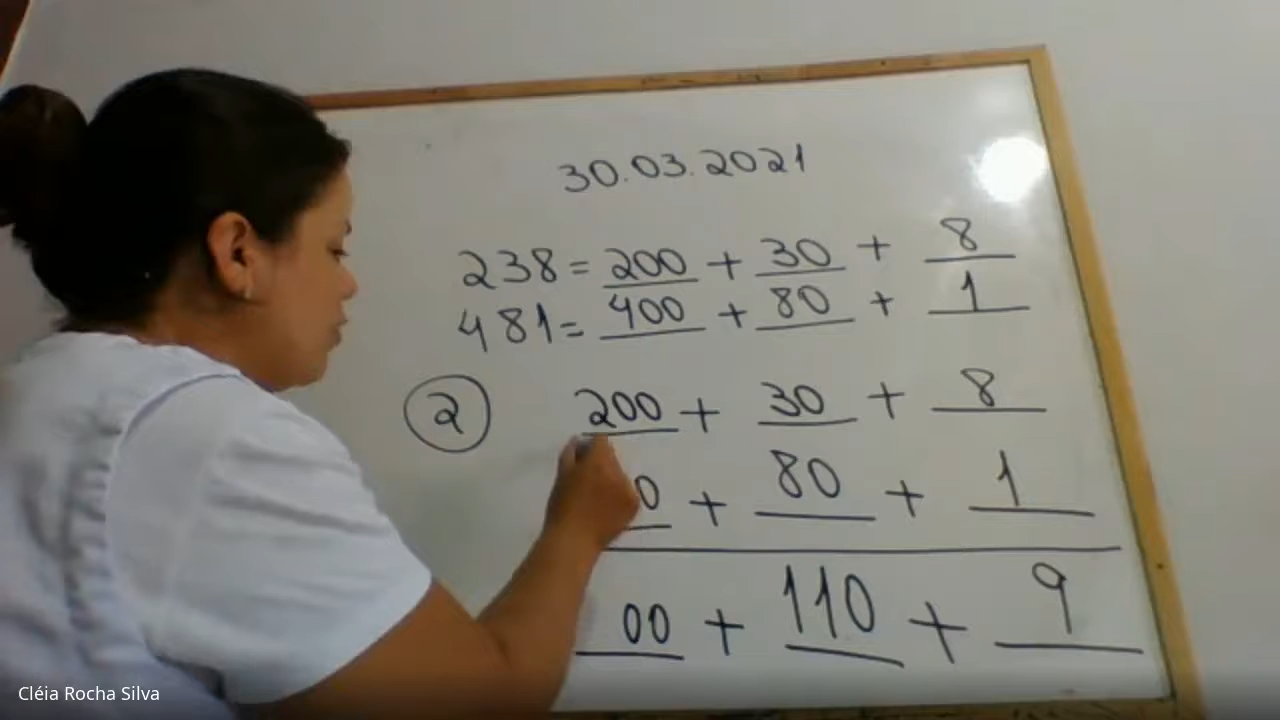 30.03.2021
238 = 200 + 30 + 8
481 = 400 + 80 + 1
2 200 + 30 + 8
0 + 80 + 1
00 + 110 + 9
Cléia Rocha Silva